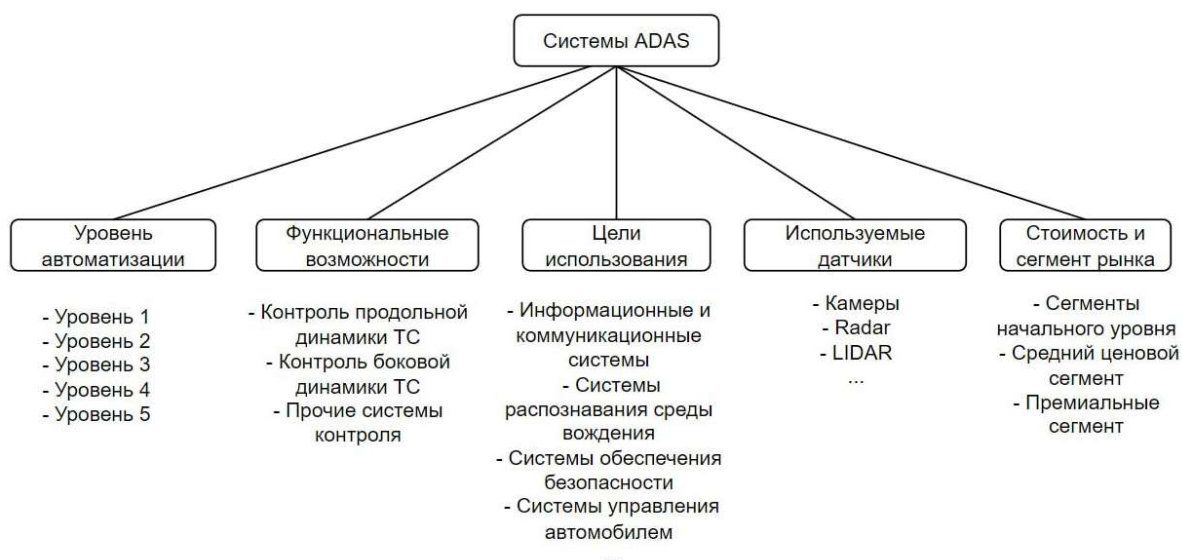 Системы ADAS
Уровень
автоматизации
- Уровень 1
- Уровень 2
- Уровень 3
- Уровень 4
- Уровень 5
Функциональные
возможности
- Контроль продольной
динамики ТС
- Контроль боковой
динамики ТС
- Прочие системы
контроля
Цели
использования
- Информационные и
коммуникационные
системы
- Системы
распознавания среды
вождения
- Системы обеспечения
безопасности
- Системы управления
автомобилем
Используемые
датчики
- Камеры
- Radar
- LIDAR
...
Стоимость и
сегмент рынка
- Сегменты
начального уровня
- Средний ценовой
сегмент
- Премиальные
сегмент